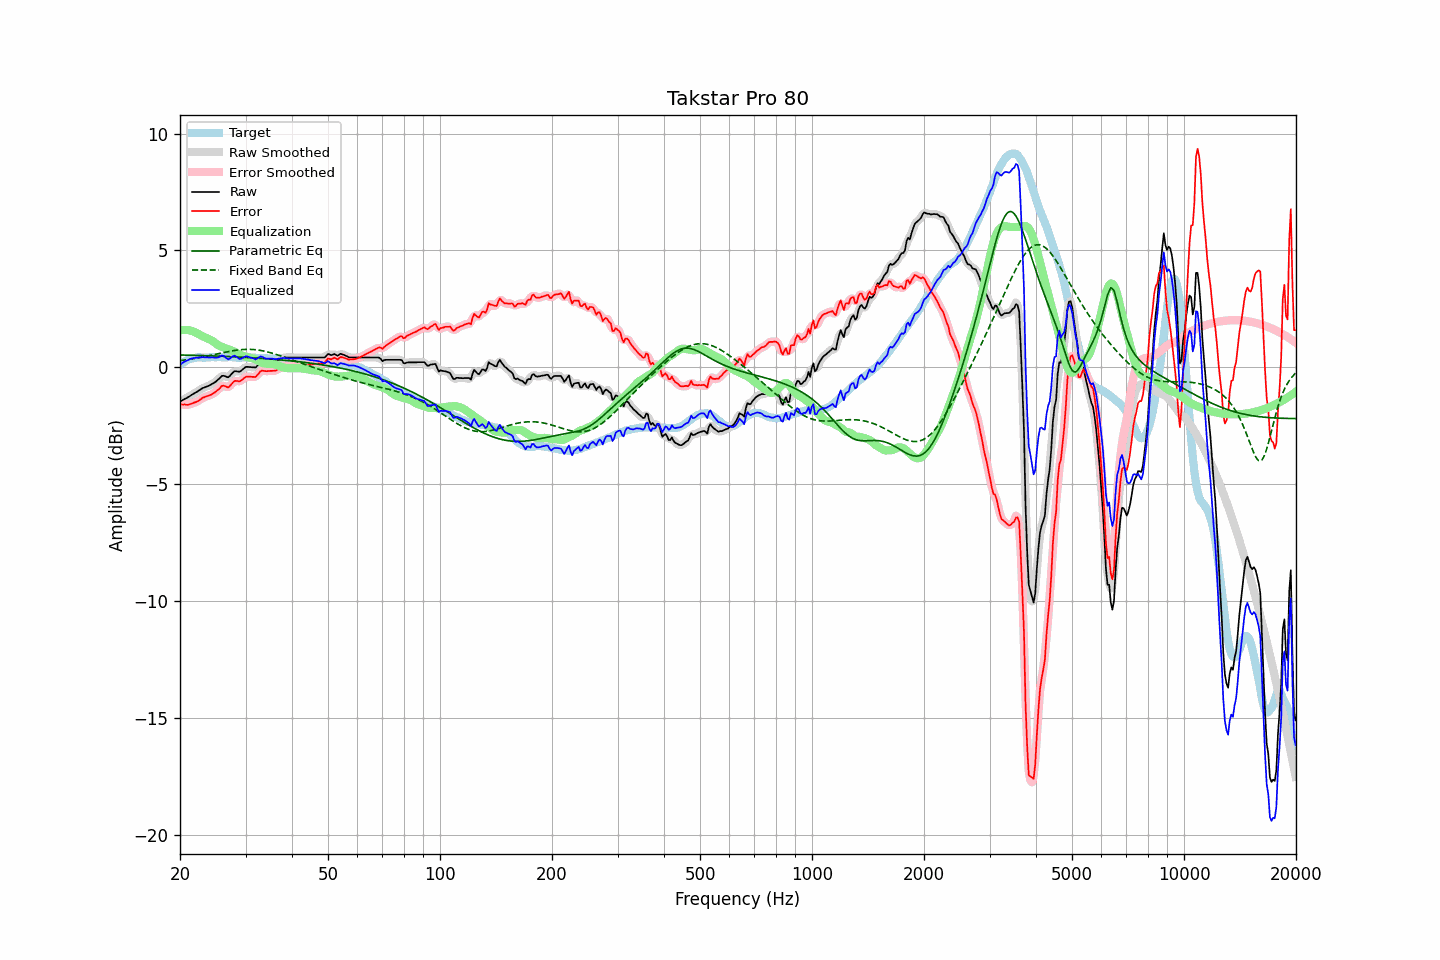 Takstar Pro 80
Target
Raw Smoothed
Error Smoothed
Raw
Error
Equalization
Parametric Eq
Fixed Band Eq
Equalized
10
5
0
−5
−10
−15
−20
Amplitude (dBr)
20
50
100
200
500
1000
2000
5000
10000
20000
Frequency (Hz)